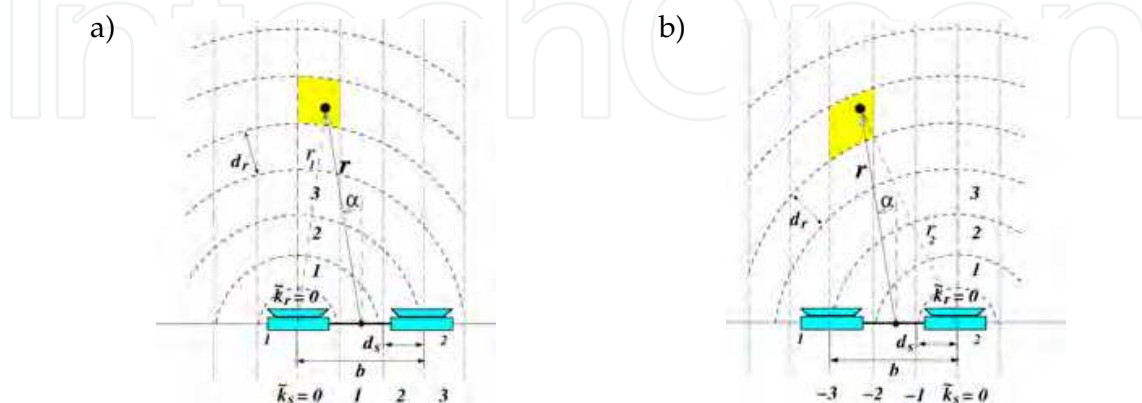 IntechOpen
a)
b)
d_r
r_1
r
α
3
2
1
k̃_r = 0
1
2
d_s
b
k̃_s = 0 1 2 3
d_r
r
α
r_2
3
2
1
k̃_r = 0
1
2
d_s
b
-3 -2 -1 k̃_s = 0